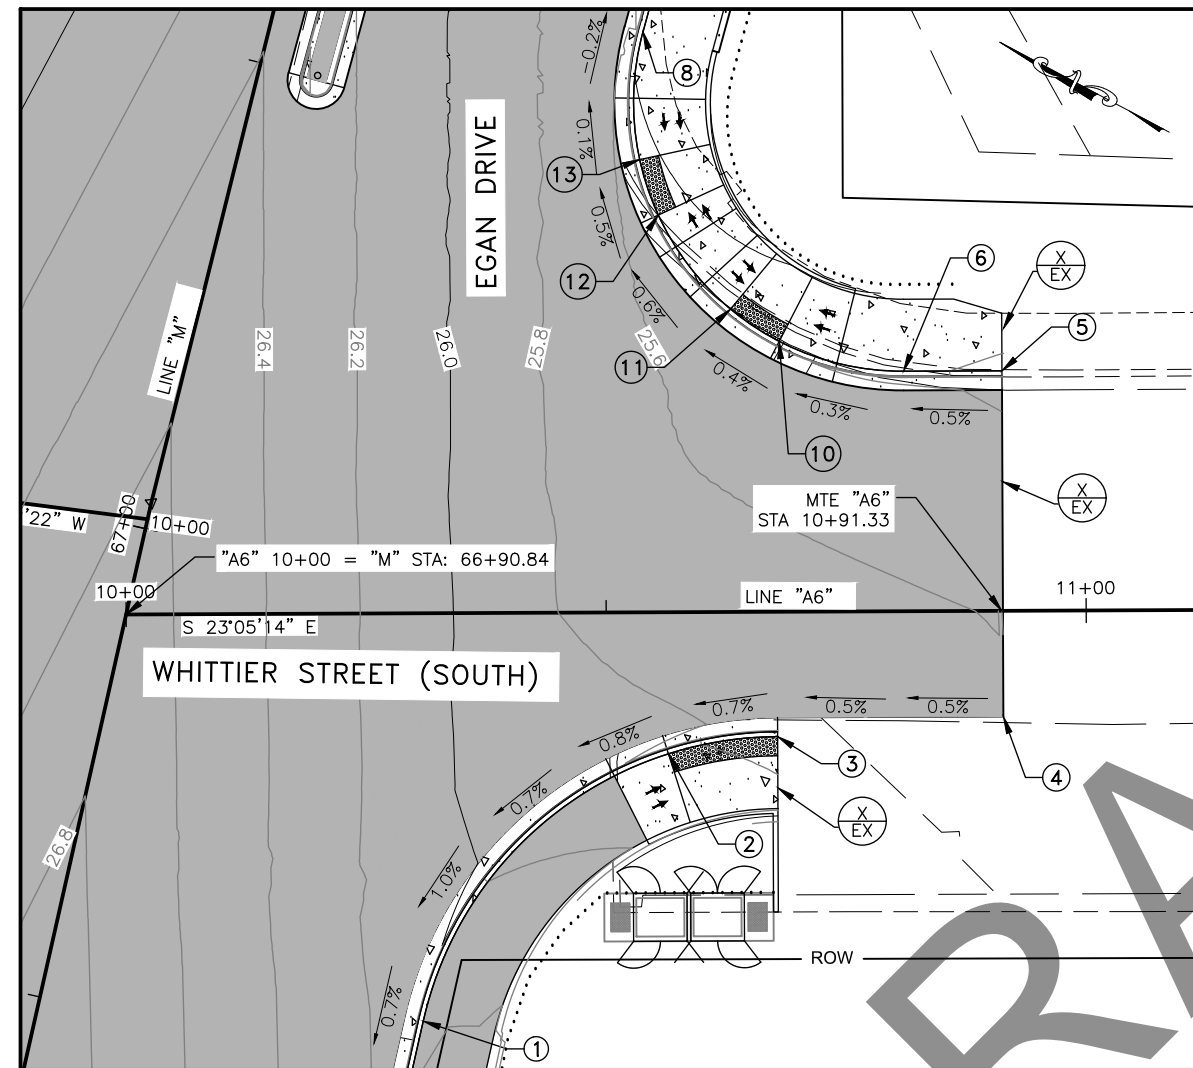 -0.2%
8
0.1%
EGAN DRIVE
13
0.5%
X
EX
6
12
0.6%
LINE "M"
26.4
26.2
26.0
25.8
25.6
5
11
0.4%
0.3%
0.5%
10
X
EX
MTE "A6"
STA 10+91.33
'22" W
67+00
10+00
"A6" 10+00 = "M" STA: 66+90.84
10+00
LINE "A6"
11+00
S 23°05'14" E
WHITTIER STREET (SOUTH)
0.7%
0.5%
0.5%
0.8%
3
4
0.7%
X
EX
2
26.8
1.0%
ROW
0.7%
1
RA